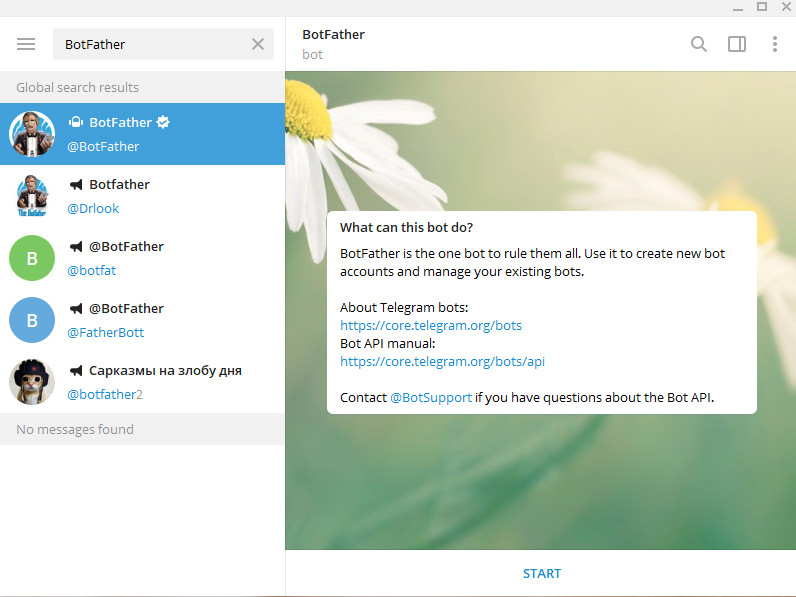 BotFather
Global search results
BotFather
@BotFather
Botfather
@Drlook
@BotFather
@botfat
@BotFather
@FatherBott
Сарказмы на злобу дня
@botfather2
No messages found
BotFather
bot
What can this bot do?
BotFather is the one bot to rule them all. Use it to create new bot
accounts and manage your existing bots.
About Telegram bots:
https://core.telegram.org/bots
Bot API manual:
https://core.telegram.org/bots/api
Contact @BotSupport if you have questions about the Bot API.
START
B
B
The Botfather